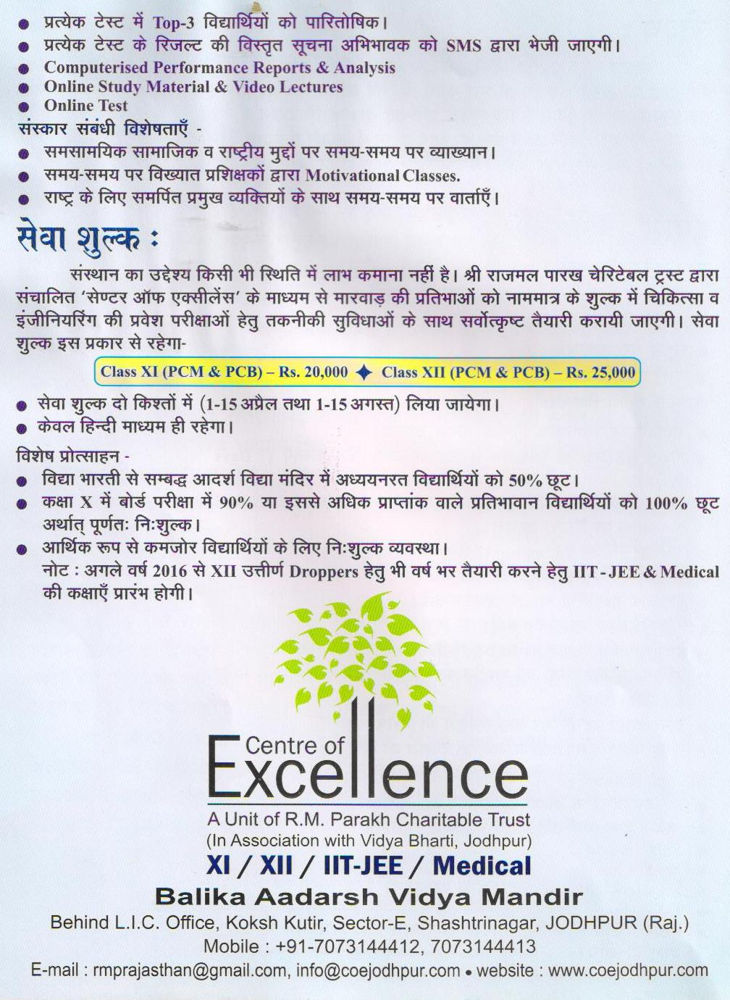 प्रत्येक टेस्ट में Top-3 विद्यार्थियों को पारितोषिक।
प्रत्येक टेस्ट के रिजल्ट की विस्तृत सूचना अभिभावक को SMS द्वारा भेजी जाएगी।
Computerised Performance Reports & Analysis
Online Study Material & Video Lectures
Online Test
संस्कार संबंधी विशेषताएँ -
समसामयिक सामाजिक व राष्ट्रीय मुद्दों पर समय-समय पर व्याख्यान।
समय-समय पर विख्यात प्रशिक्षकों द्वारा Motivational Classes.
राष्ट्र के लिए समर्पित प्रमुख व्यक्तियों के साथ समय-समय पर वार्ताएँ।
सेवा शुल्क :
संस्थान का उद्देश्य किसी भी स्थिति में लाभ कमाना नहीं है। श्री राजमल पारख चेरिटेबल ट्रस्ट द्वारा
संचालित ‘सेण्टर ऑफ एक्सीलेंस’ के माध्यम से मारवाड़ की प्रतिभाओं को नाममात्र के शुल्क में चिकित्सा व
इंजीनियरिंग की प्रवेश परीक्षाओं हेतु तकनीकी सुविधाओं के साथ सर्वोत्कृष्ट तैयारी करायी जाएगी। सेवा
शुल्क इस प्रकार से रहेगा-
Class XI (PCM & PCB) – Rs. 20,000 ✦ Class XII (PCM & PCB) – Rs. 25,000
सेवा शुल्क दो किश्तों में (1-15 अप्रैल तथा 1-15 अगस्त) लिया जायेगा।
केवल हिन्दी माध्यम ही रहेगा।
विशेष प्रोत्साहन -
विद्या भारती से सम्बद्ध आदर्श विद्या मंदिर में अध्ययनरत विद्यार्थियों को 50% छूट।
कक्षा X में बोर्ड परीक्षा में 90% या इससे अधिक प्राप्तांक वाले प्रतिभावान विद्यार्थियों को 100% छूट
अर्थात् पूर्णतः निःशुल्क।
आर्थिक रूप से कमजोर विद्यार्थियों के लिए निःशुल्क व्यवस्था।
नोट : अगले वर्ष 2016 से XII उत्तीर्ण Droppers हेतु भी वर्ष भर तैयारी करने हेतु IIT - JEE & Medical
की कक्षाएँ प्रारंभ होगी।
Centre of
Excellence
A Unit of R.M. Parakh Charitable Trust
(In Association with Vidya Bharti, Jodhpur)
XI / XII / IIT-JEE / Medical
Balika Aadarsh Vidya Mandir
Behind L.I.C. Office, Koksh Kutir, Sector-E, Shashtrinagar, JODHPUR (Raj.)
Mobile : +91-7073144412, 7073144413
E-mail : rmprajasthan@gmail.com, info@coejodhpur.com • website : www.coejodhpur.com